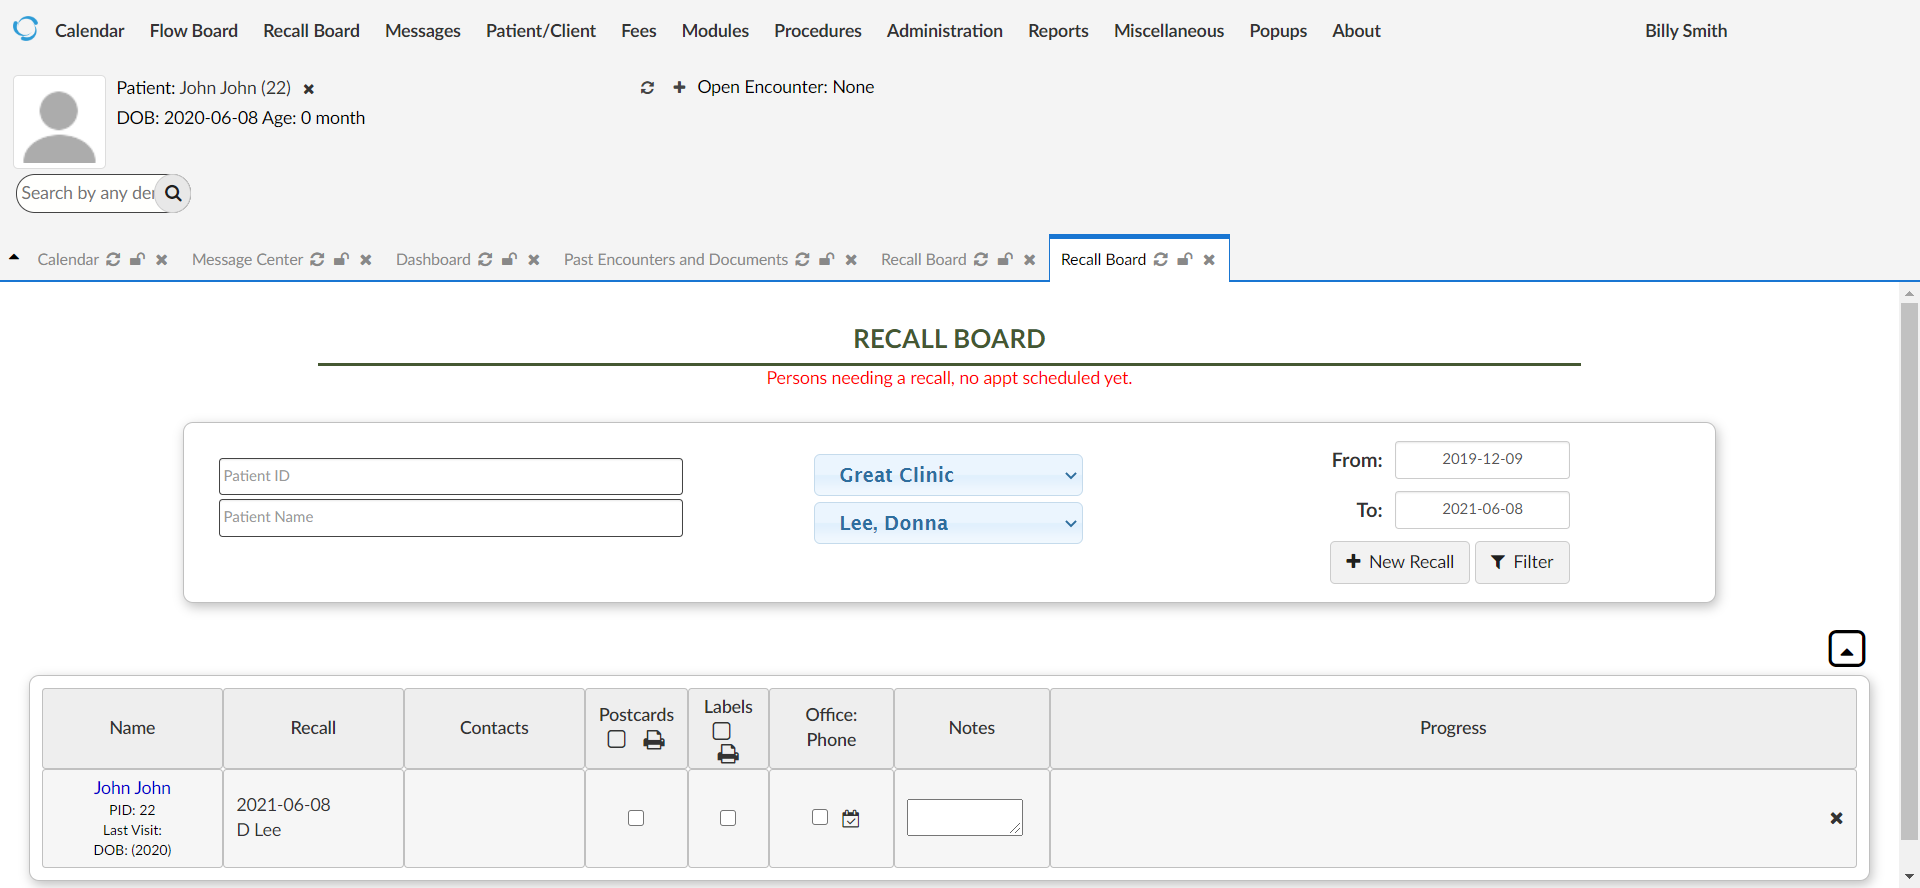 Calendar Flow Board Recall Board Messages Patient/Client Fees Modules Procedures Administration Reports Miscellaneous Popups About Billy Smith
Patient: John John (22)
DOB: 2020-06-08 Age: 0 month
Open Encounter: None
Search by any der
Calendar Message Center Dashboard Past Encounters and Documents Recall Board Recall Board
RECALL BOARD
Persons needing a recall, no appt scheduled yet.
Patient ID
Patient Name
Great Clinic
Lee, Donna
From: 2019-12-09
To: 2021-06-08
New Recall Filter
Name
Recall
Contacts
Postcards
Labels
Office:
Phone
Notes
Progress
John John
PID: 22
Last Visit:
DOB: (2020)
2021-06-08
D Lee